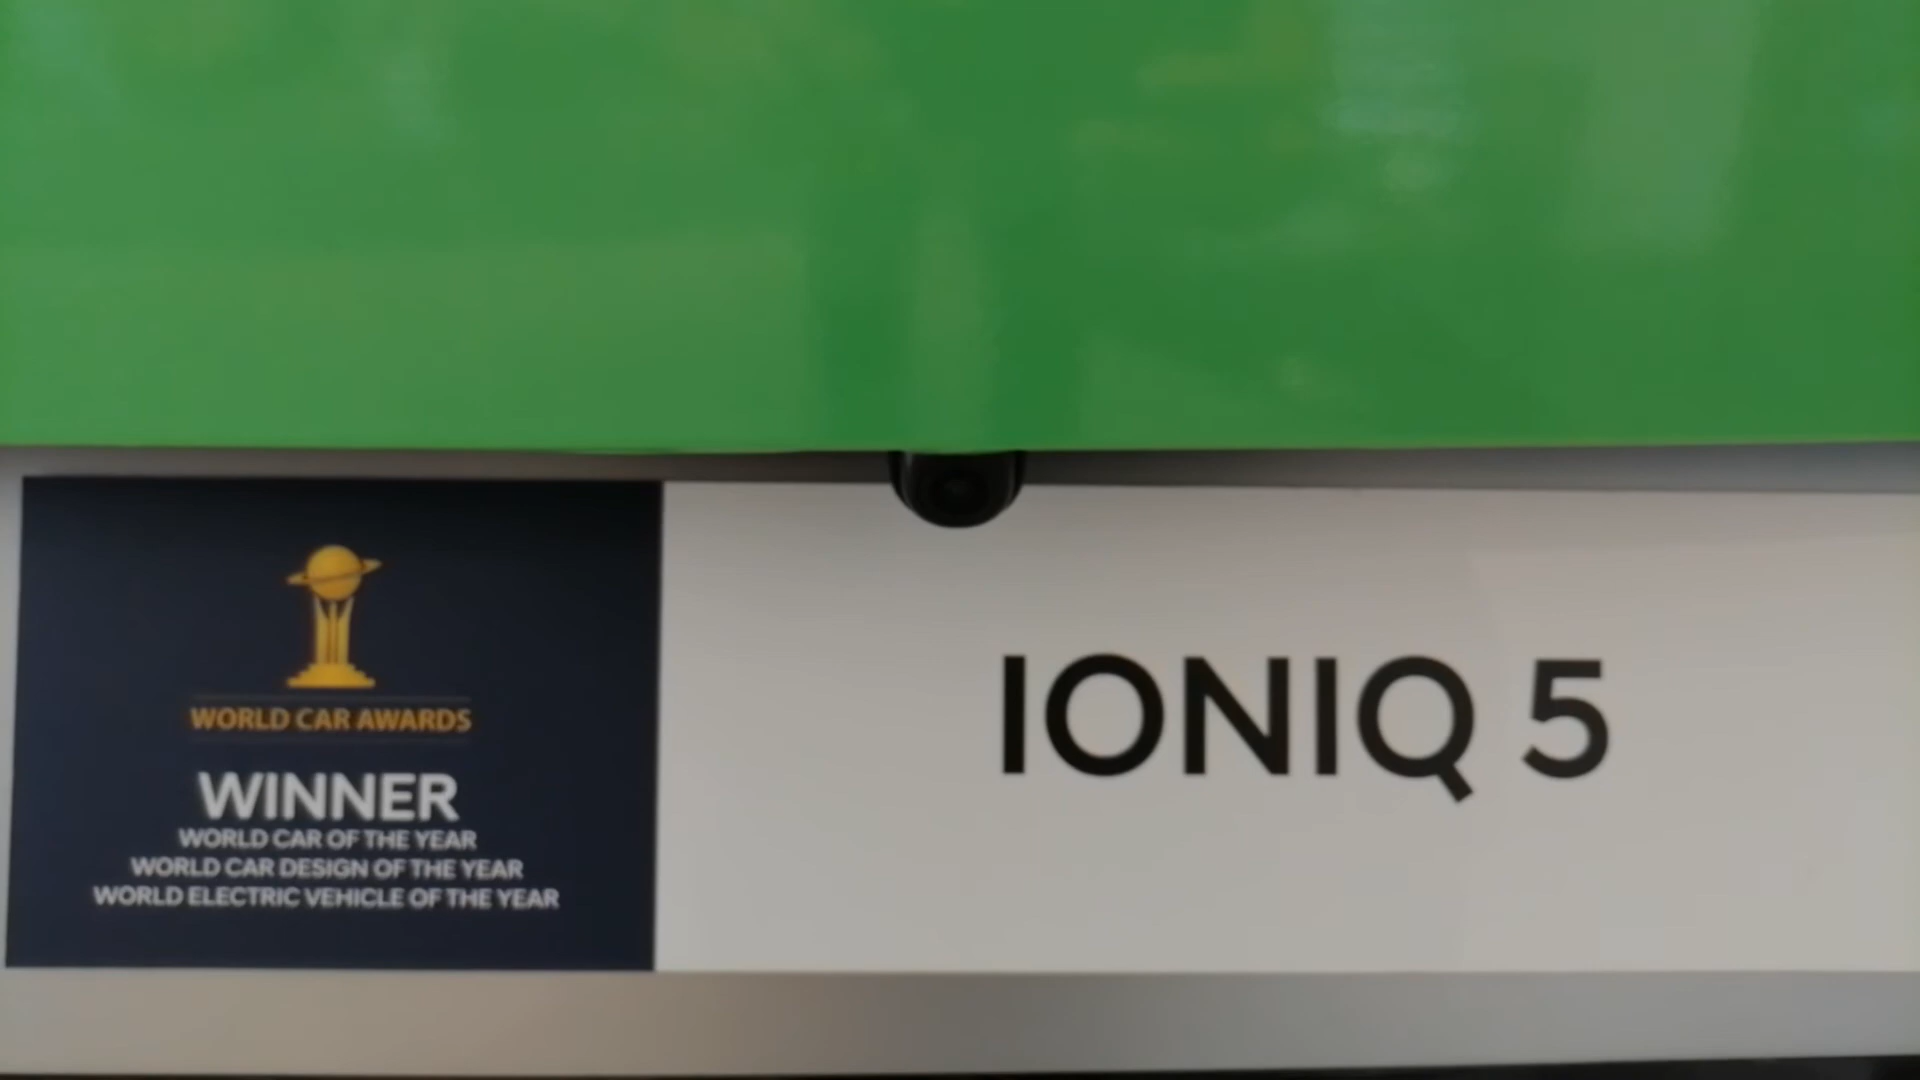 WORLD CAR AWARDS
WINNER
WORLD CAR OF THE YEAR
WORLD CAR DESIGN OF THE YEAR
WORLD ELECTRIC VEHICLE OF THE YEAR
IONIQ 5